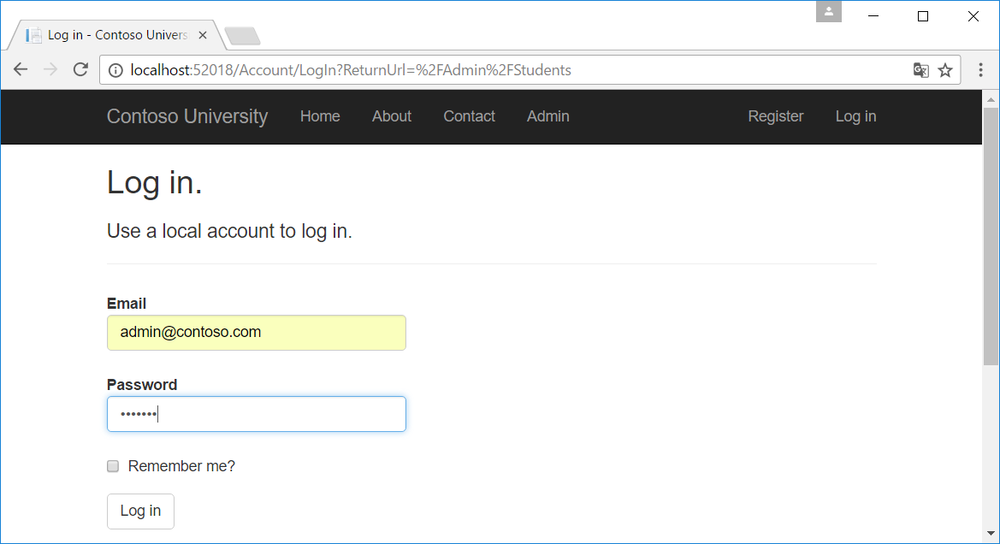 Log in - Contoso Univers
localhost:52018/Account/LogIn?ReturnUrl=%2FAdmin%2FStudents
Contoso University Home About Contact Admin Register Log in
Log in.
Use a local account to log in.
Email
admin@contoso.com
Password
•••••••
Remember me?
Log in